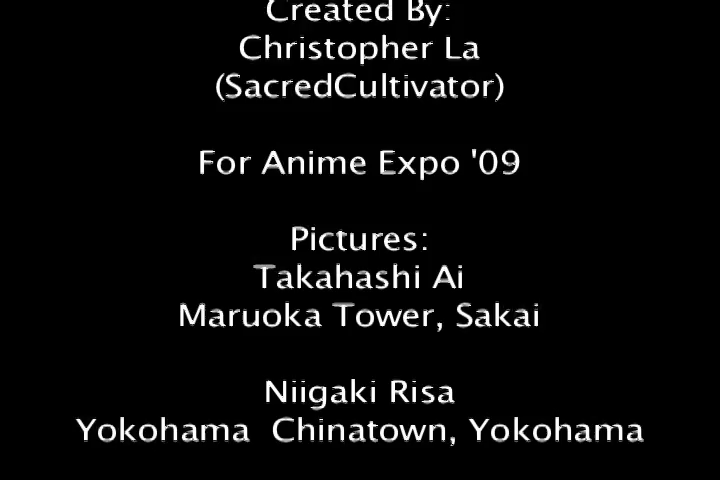 Created By:
Christopher La
(SacredCultivator)
For Anime Expo '09
Pictures:
Takahashi Ai
Maruoka Tower, Sakai
Niigaki Risa
Yokohama  Chinatown, Yokohama